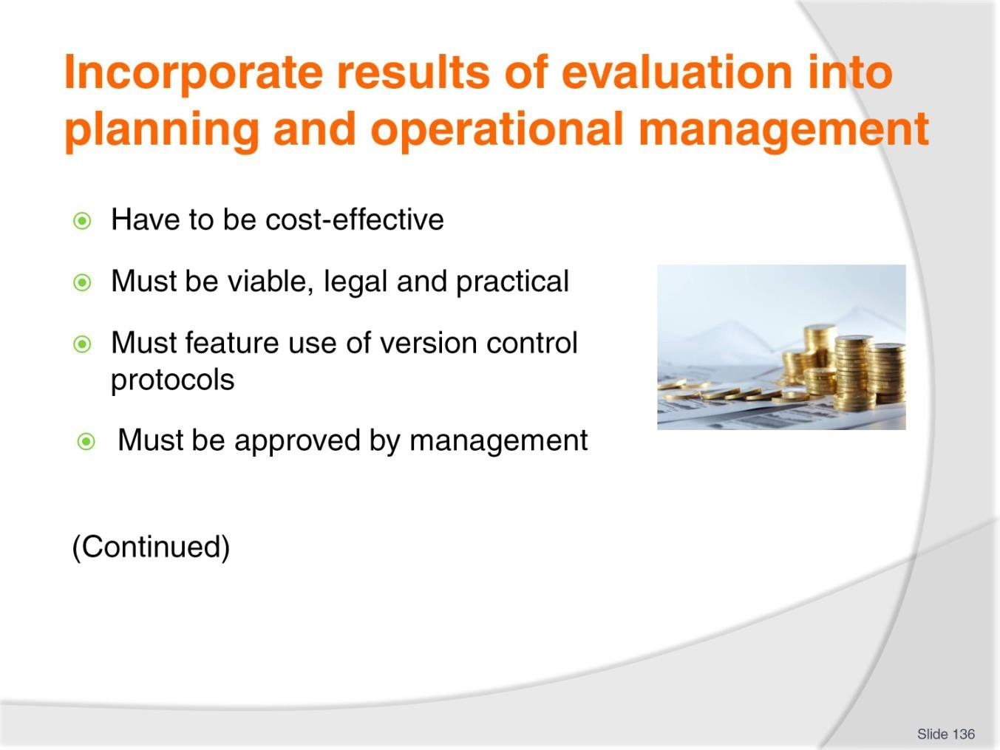 Incorporate results of evaluation into
planning and operational management
Have to be cost-effective
Must be viable, legal and practical
Must feature use of version control
protocols
Must be approved by management
(Continued)
Slide 136